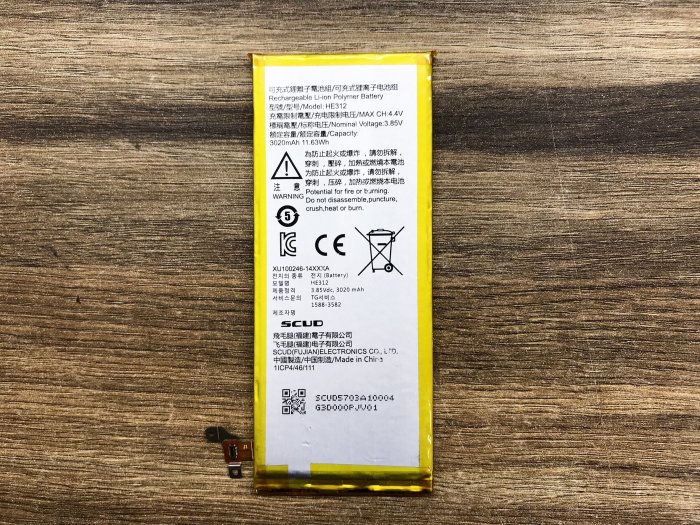 可充式鋰離子電池組/可充式锂离子电池组
Rechargeable Li-ion Polymer Battery
型號/型号/Model: HE312
充電限制電壓/充电限制电压/MAX CH:4.4V
標稱電壓/标称电压/Nominal Voltage:3.85V
額定容量/额定容量/Capacity:
3020mAh 11.63Wh
注 意
WARNING
為防止起火或爆炸，請勿拆解，
穿刺，壓碎，加熱或燃燒本電池
为防止起火或爆炸，请勿拆解，
穿刺，压碎，加热或燃烧本电池
Potential for fire or burning.
Do not disassemble,puncture,
crush,heat or burn.
5
CE
XU100246-14XXXA
전지의 종류 전지 (Battery)
모델명 HE312
제품정격 3.85Vdc, 3020 mAh
서비스문의 TG서비스
1588-3582
제조자명
SCUD
飛毛腿(福建)電子有限公司
飞毛腿(福建)电子有限公司
SCUD(FUJIAN)ELECTRONICS CO., LTD.
中國製造/中国制造/Made in China
1ICP4/46/111
SCUD5703A10004
G3D000PJV01